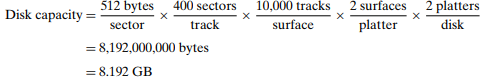 Disk capacity = 512 bytes/sector × 400 sectors/track × 10,000 tracks/surface × 2 surfaces/platter × 2 platters/disk
= 8,192,000,000 bytes
= 8.192 GB